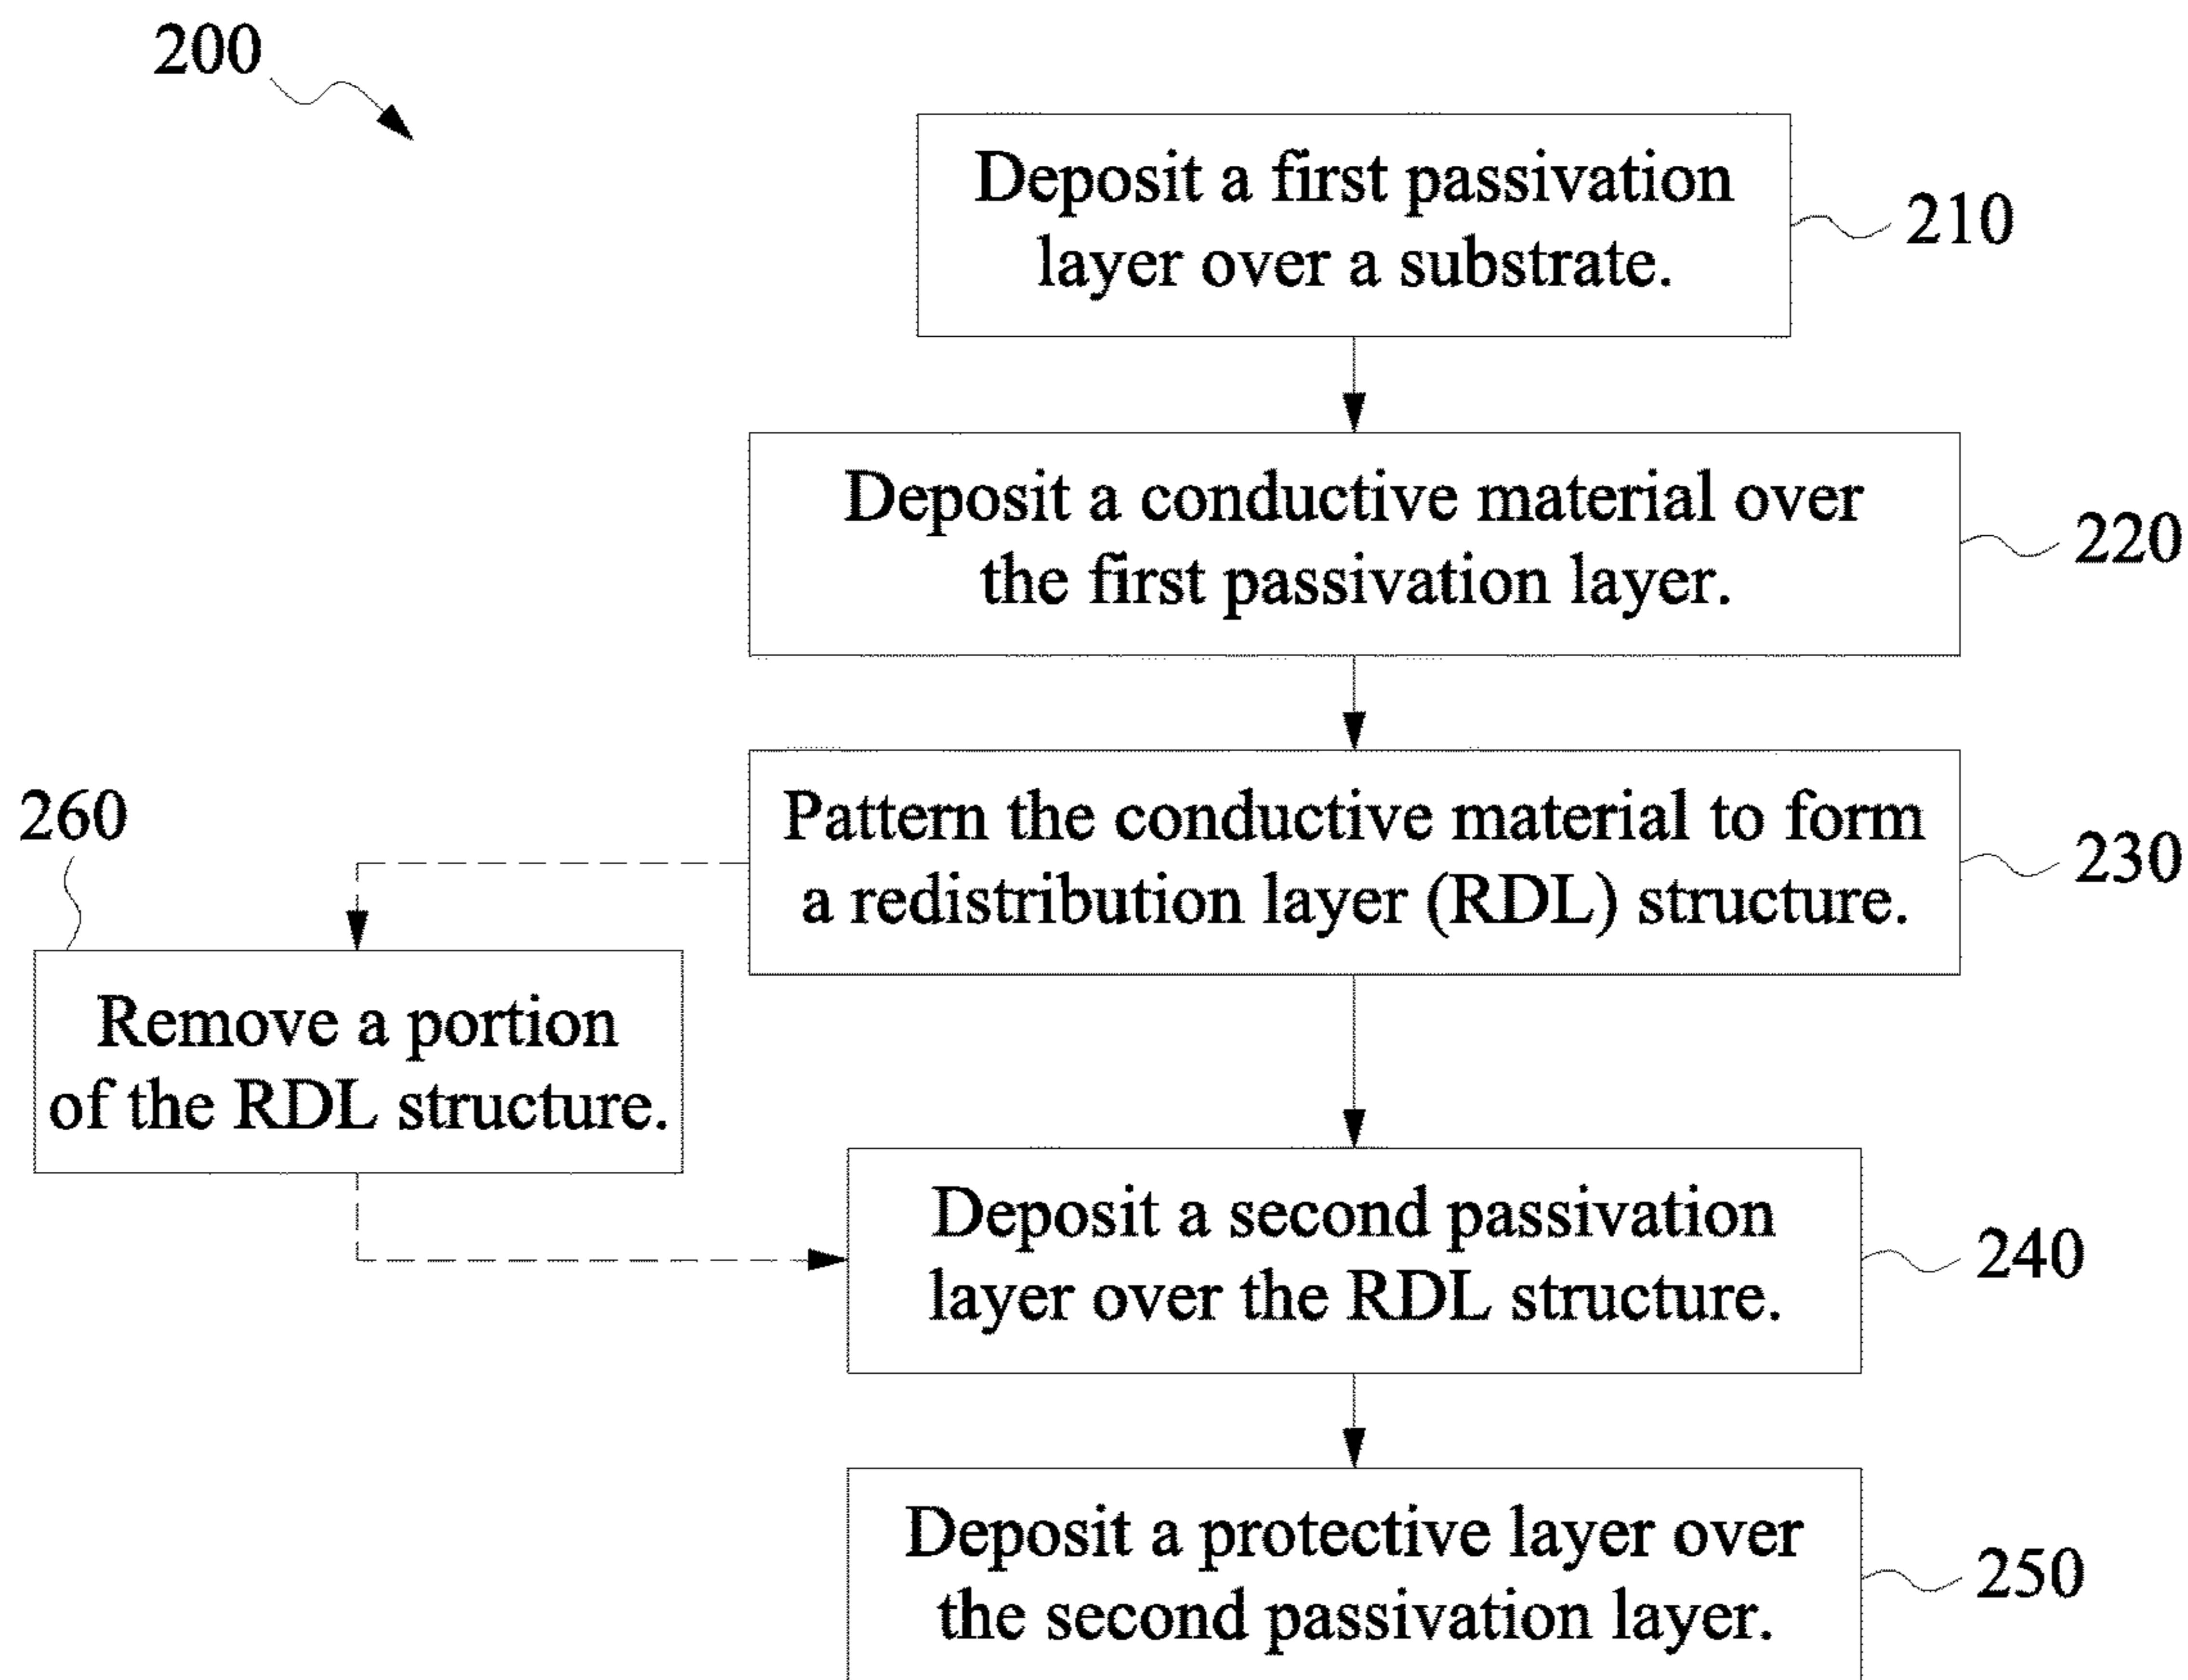 200
Deposit a first passivation
layer over a substrate.
210
Deposit a conductive material over
the first passivation layer.
220
Pattern the conductive material to form
a redistribution layer (RDL) structure.
230
260
Remove a portion
of the RDL structure.
Deposit a second passivation
layer over the RDL structure.
240
Deposit a protective layer over
the second passivation layer.
250